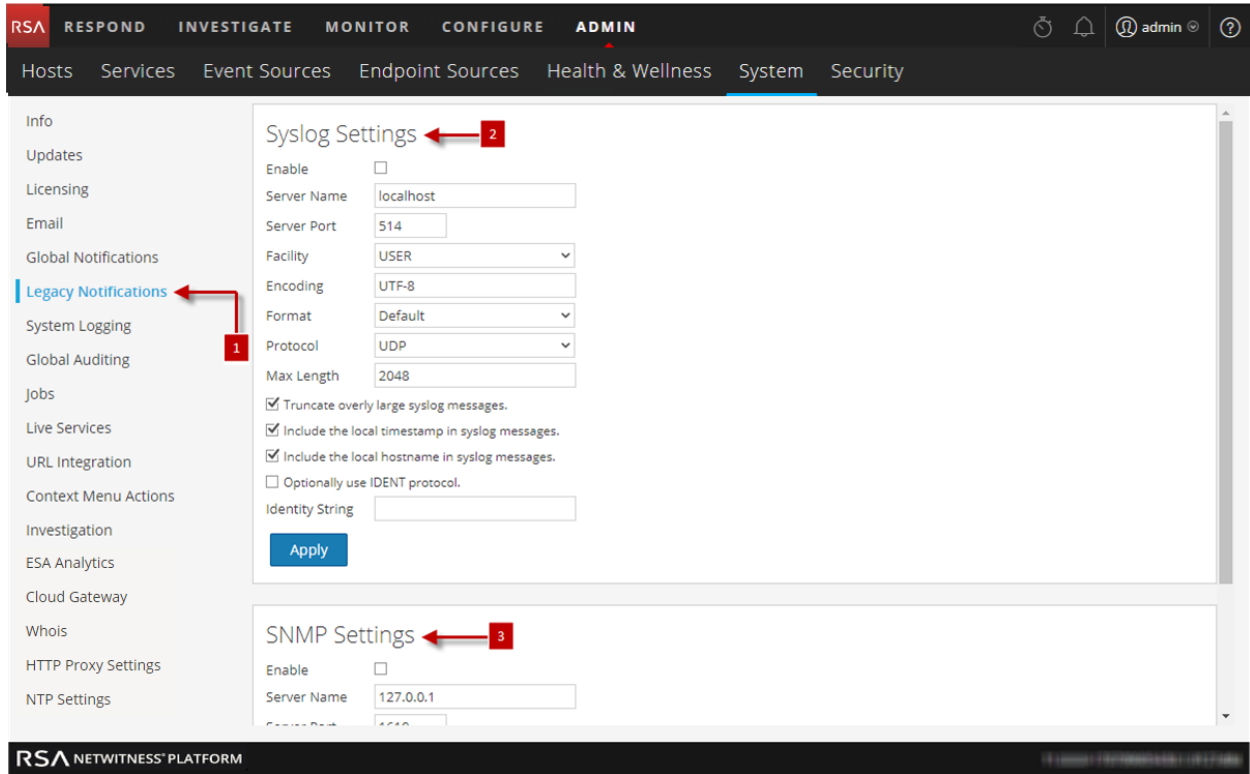 RSA RESPOND INVESTIGATE MONITOR CONFIGURE ADMIN admin ?
Hosts Services Event Sources Endpoint Sources Health & Wellness System Security
Info
Updates
Licensing
Email
Global Notifications
Legacy Notifications
1
System Logging
Global Auditing
Jobs
Live Services
URL Integration
Context Menu Actions
Investigation
ESA Analytics
Cloud Gateway
Whois
HTTP Proxy Settings
NTP Settings
Syslog Settings 2
Enable
Server Name localhost
Server Port 514
Facility USER
Encoding UTF-8
Format Default
Protocol UDP
Max Length 2048
Truncate overly large syslog messages.
Include the local timestamp in syslog messages.
Include the local hostname in syslog messages.
Optionally use IDENT protocol.
Identity String
Apply
SNMP Settings 3
Enable
Server Name 127.0.0.1
Server Port
RSA NETWITNESS® PLATFORM